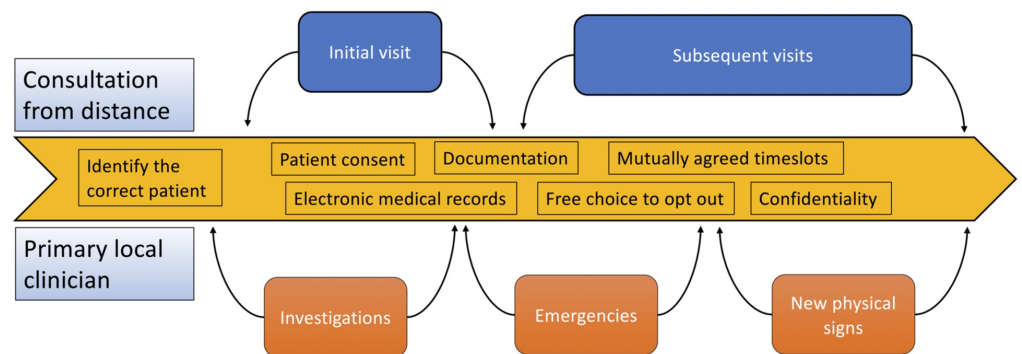 Initial visit
Subsequent visits
Consultation
from distance
Identify the
correct patient
Patient consent
Documentation
Mutually agreed timeslots
Electronic medical records
Free choice to opt out
Confidentiality
Primary local
clinician
Investigations
Emergencies
New physical
signs